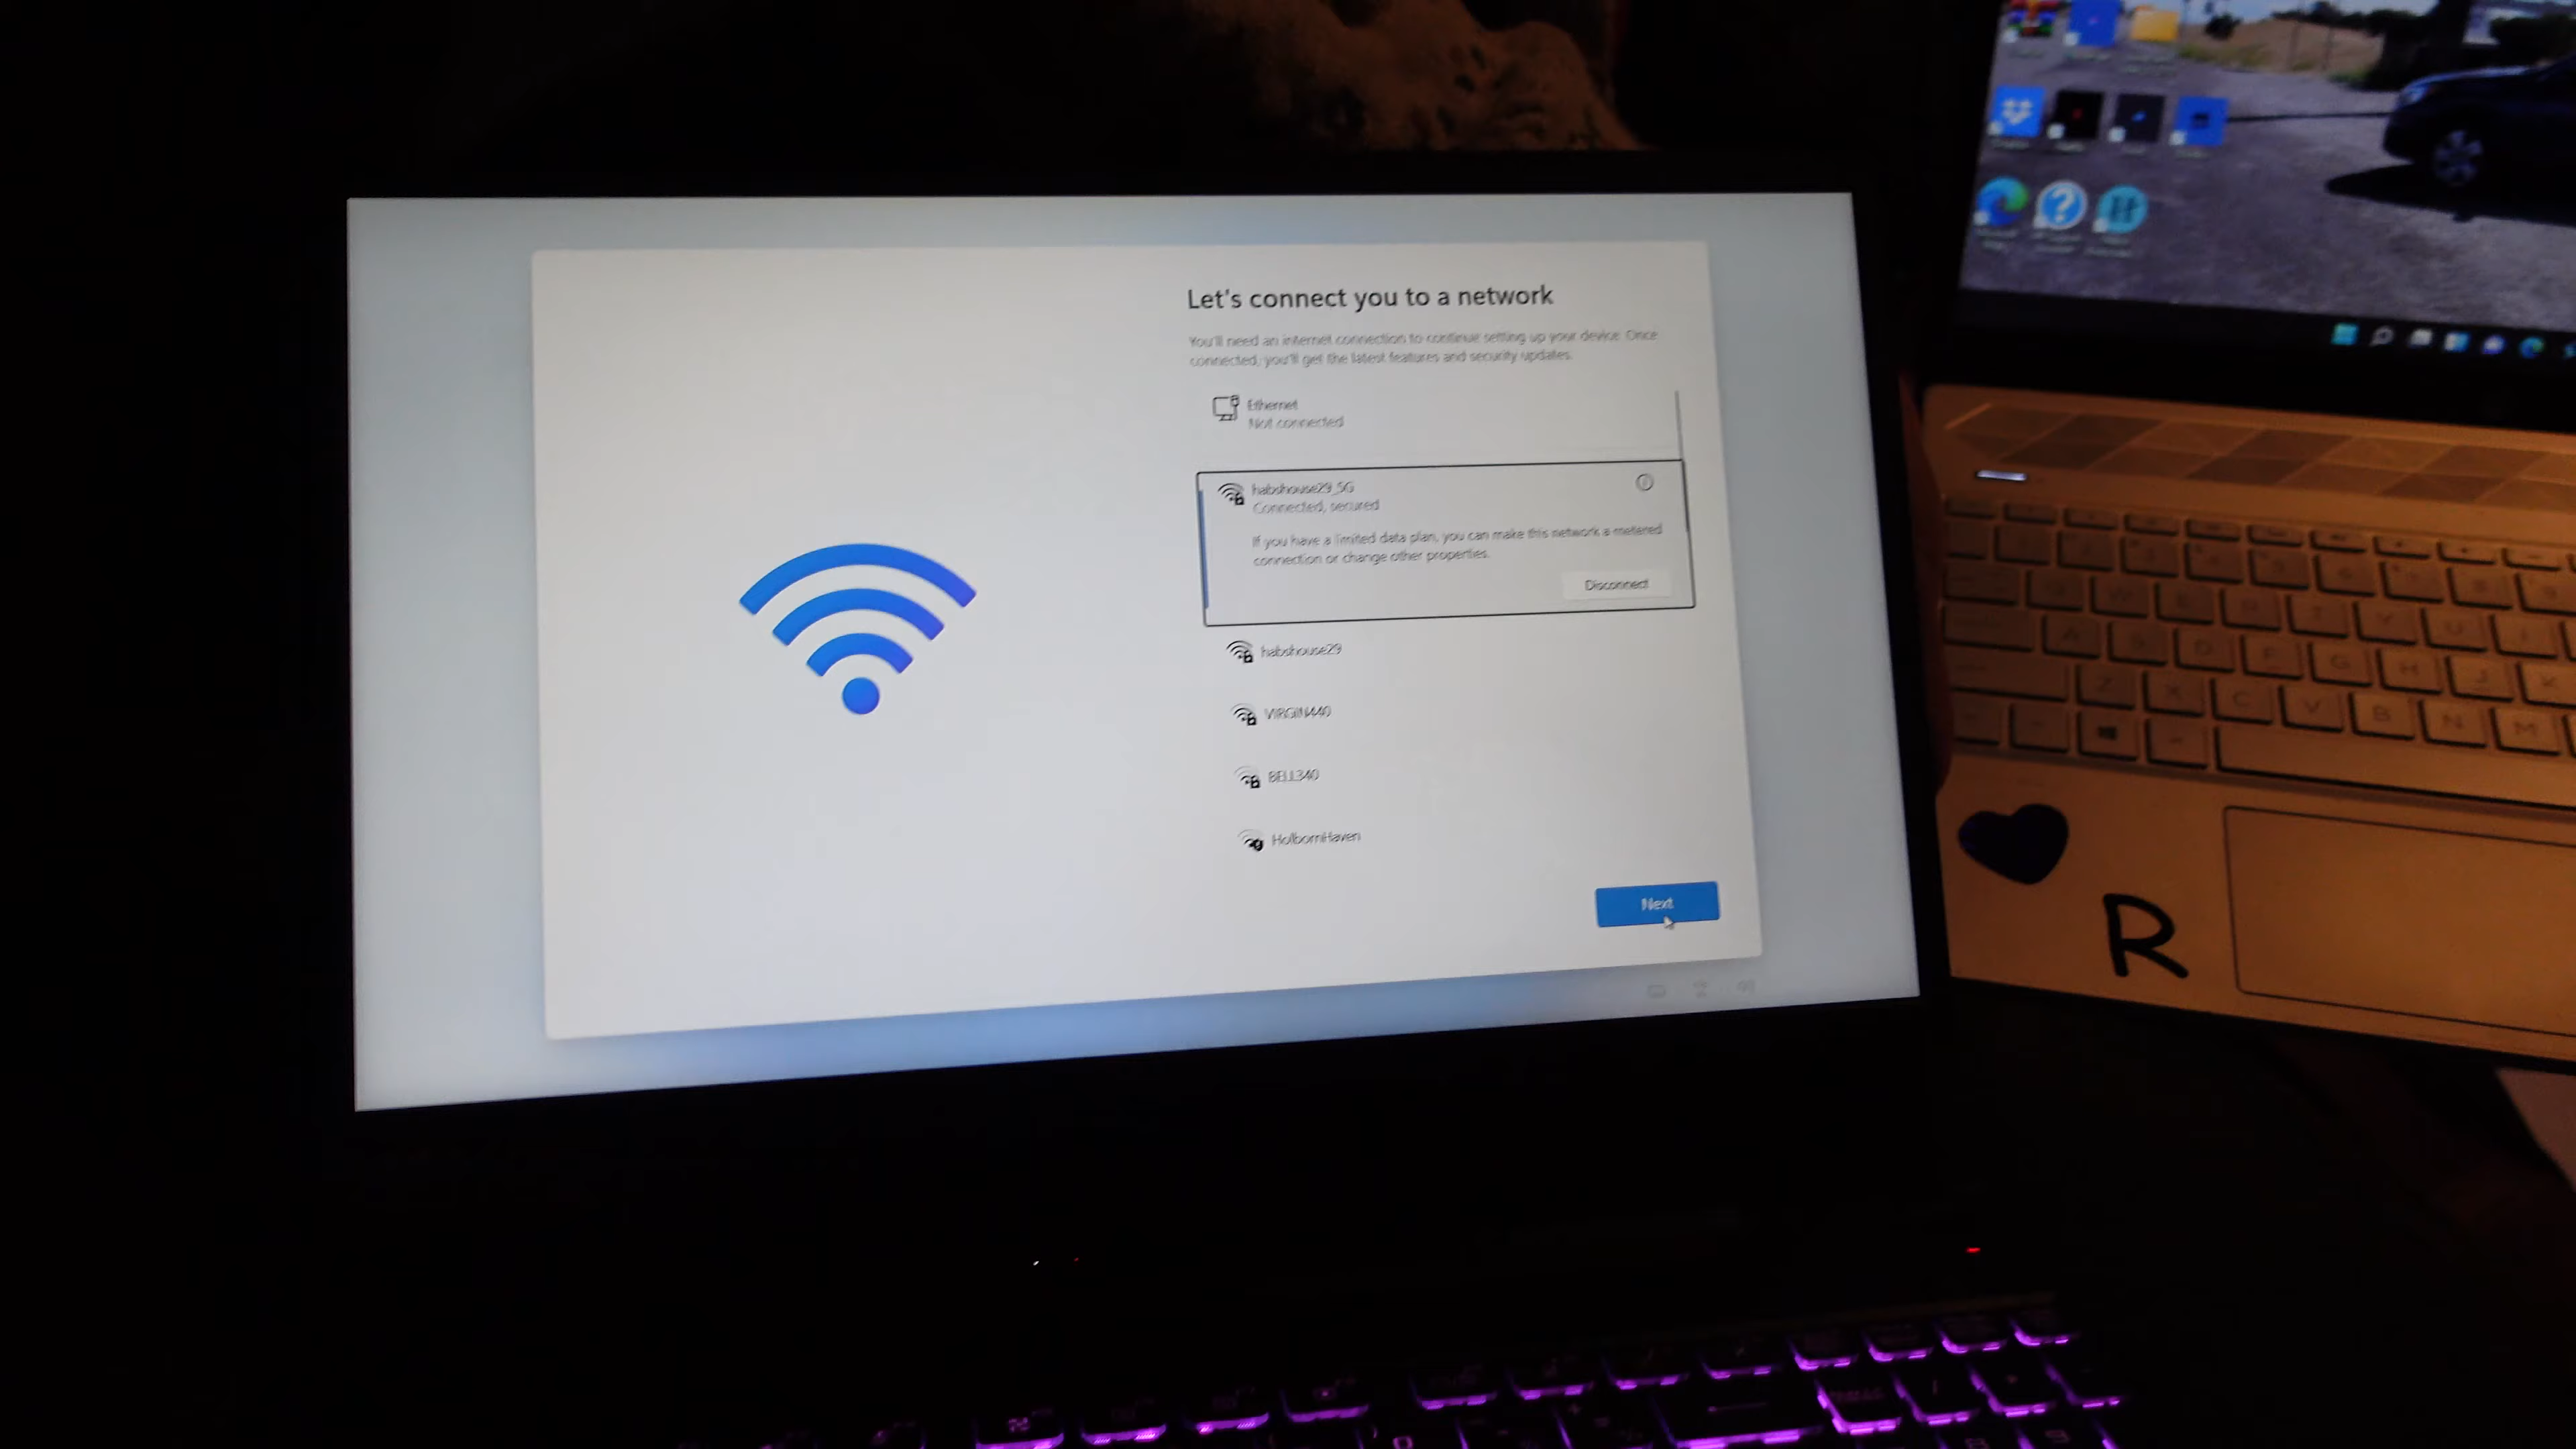 Let's connect you to a network
You'll need an internet connection to continue setting up your device. Once
connected, you'll get the latest features and security updates.
Ethernet
Not connected
habshouse29_5G
Connected, secured
If you have a limited data plan, you can make this network a metered
connection or change other properties.
Disconnect
habshouse29
VIRGIN440
BELL340
HolbornHaven
Next
R